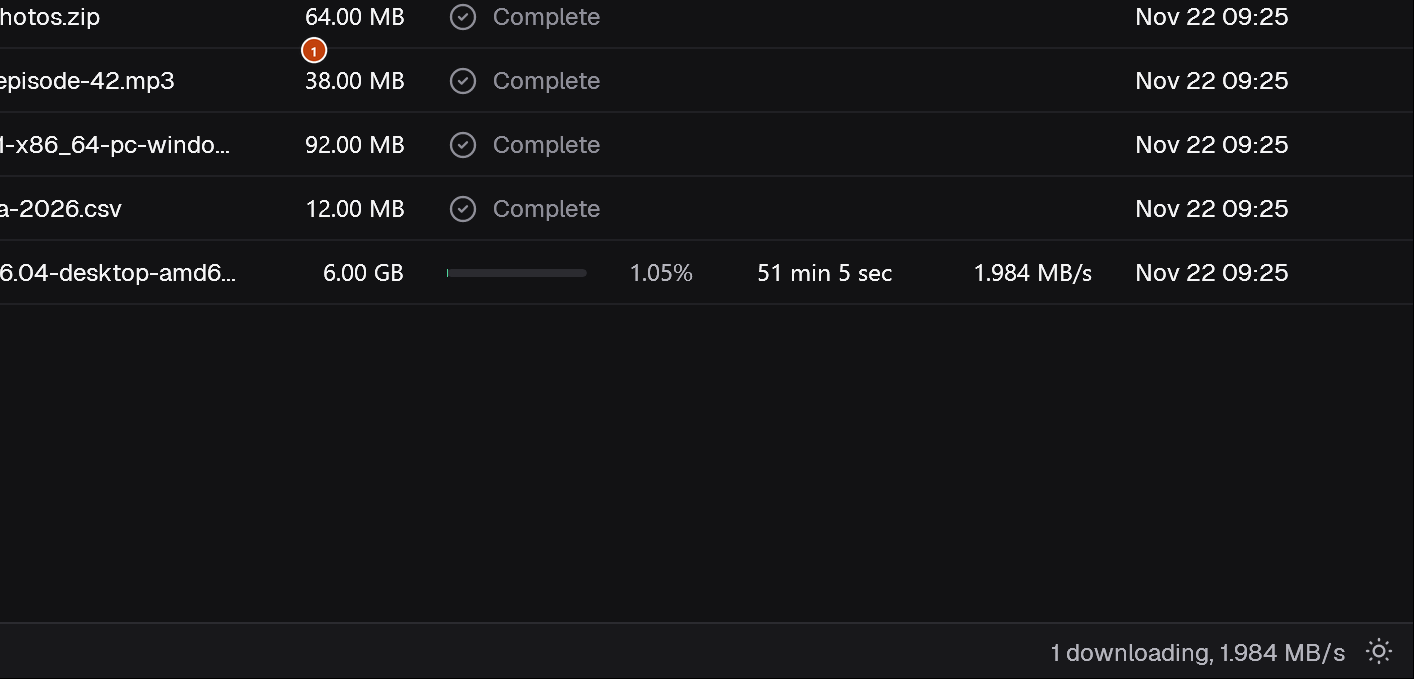 hotos.zip 64.00 MB Complete Nov 22 09:25
1
episode-42.mp3 38.00 MB Complete Nov 22 09:25
1-x86_64-pc-windo... 92.00 MB Complete Nov 22 09:25
a-2026.csv 12.00 MB Complete Nov 22 09:25
6.04-desktop-amd6... 6.00 GB 1.05% 51 min 5 sec 1.984 MB/s Nov 22 09:25
1 downloading, 1.984 MB/s